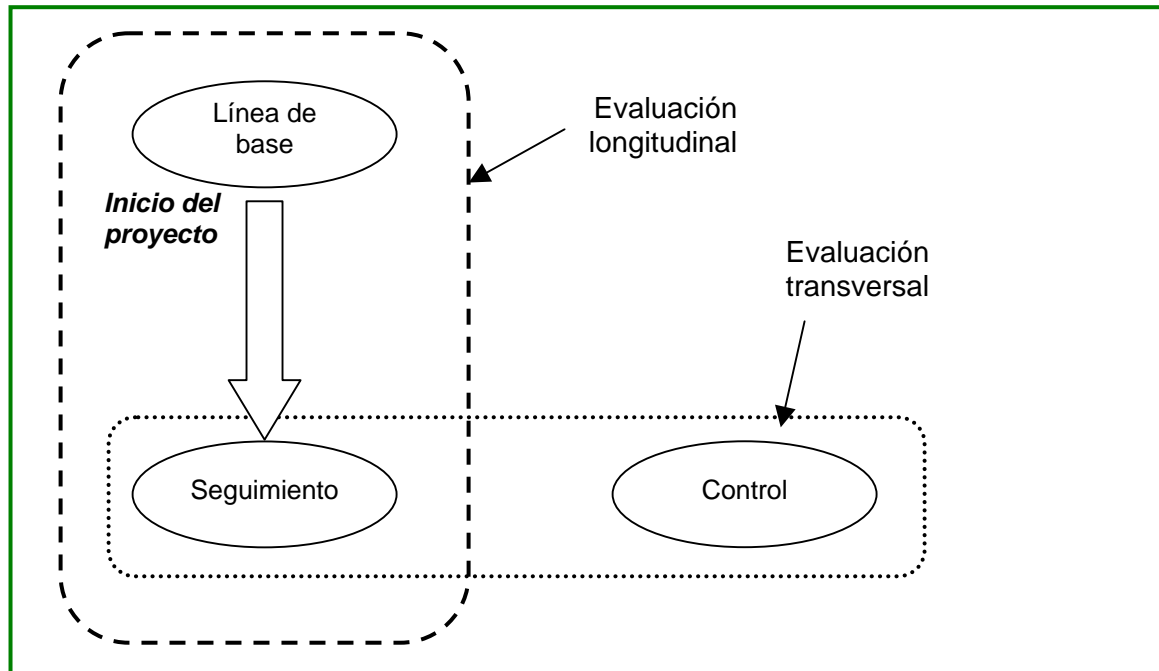 Línea de
base
Evaluación
longitudinal
Inicio del
proyecto
Evaluación
transversal
Seguimiento
Control